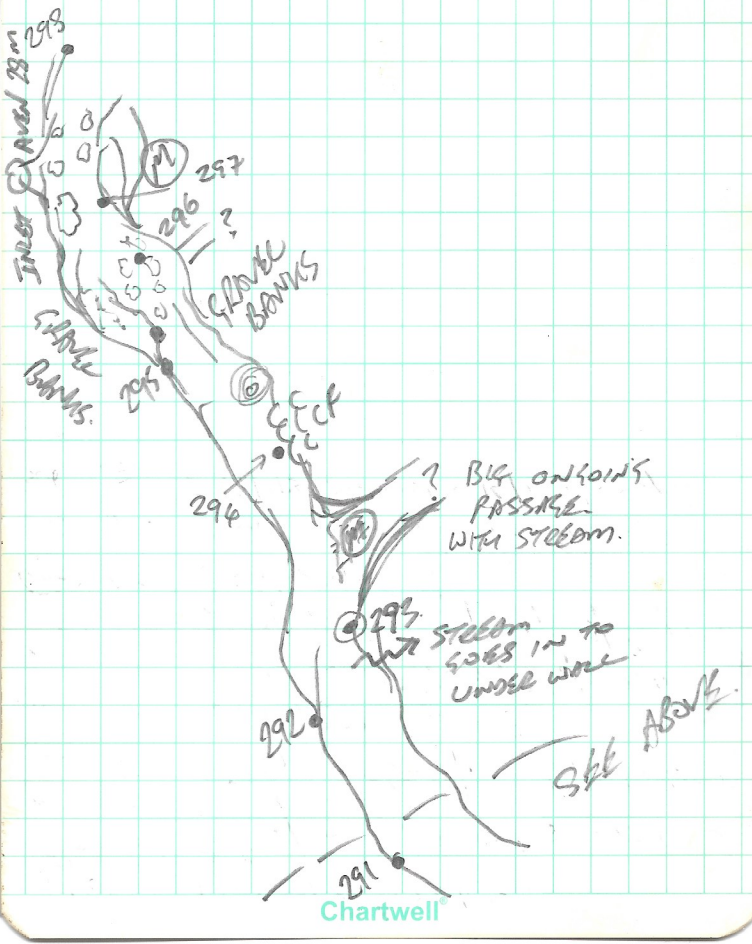 298
INLET AVEN 28m
M
297
296
?
GRAVEL
BANKS
GRAVEL
BANKS.
295
294
? BIG ONGOING
PASSAGE
WITH STREAM.
M
293
STREAM
GOES IN TO
UNDER WALL
292
SEE ABOVE
291
Chartwell